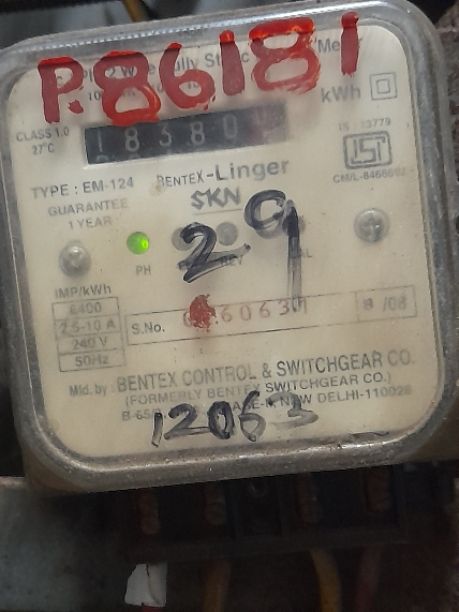 P.86181
kWh
CLASS 1.0
27°C
TYPE : EM-124
BENTEX-Linger
GUARANTEE
1 YEAR
SKN
29
PH
IMP/kWh
6400
2.5-10 A
240 V
50Hz
S.No.
6063
8 /08
Mfd. by : BENTEX CONTROL & SWITCHGEAR CO.
(FORMERLY BENTEX SWITCHGEAR CO.)
NEW DELHI-110028
12063